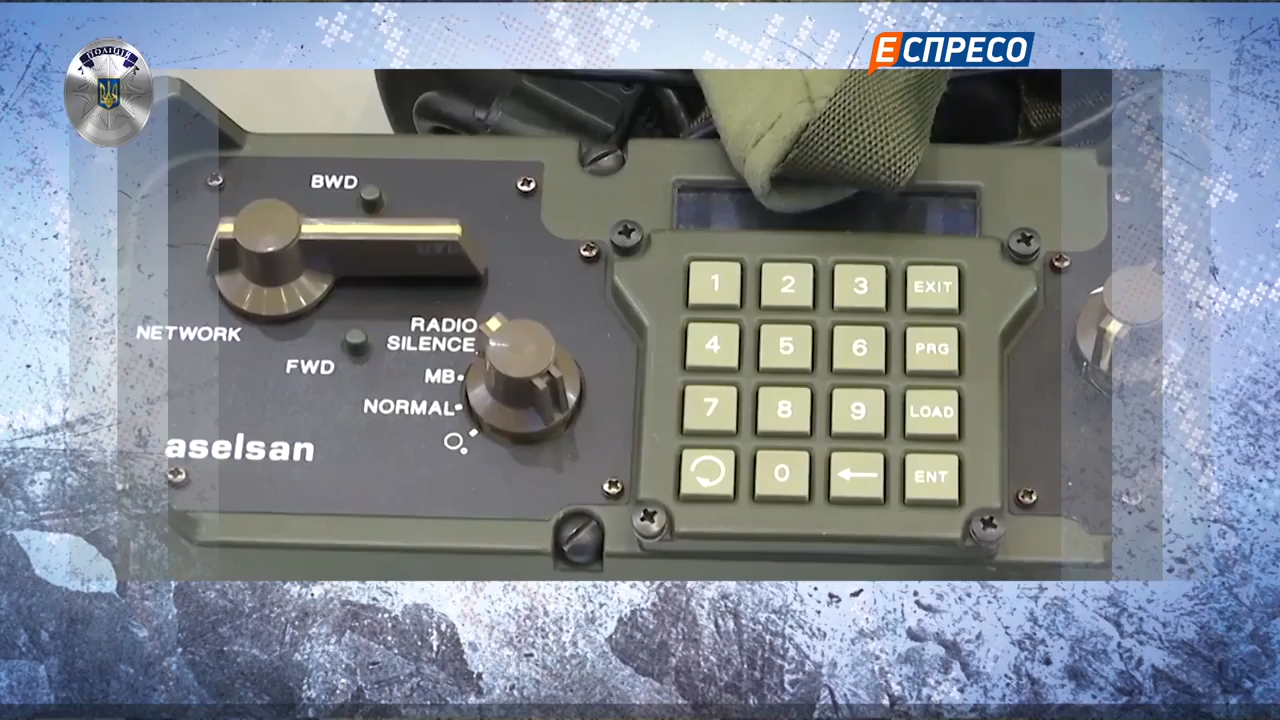 ПОЛІЦІЯ
ЕСПРЕСО
BWD
NETWORK
FWD
RADIO
SILENCE
MB
NORMAL
aselsan
1 2 3 EXIT
4 5 6 PRG
7 8 9 LOAD
0 ← ENT